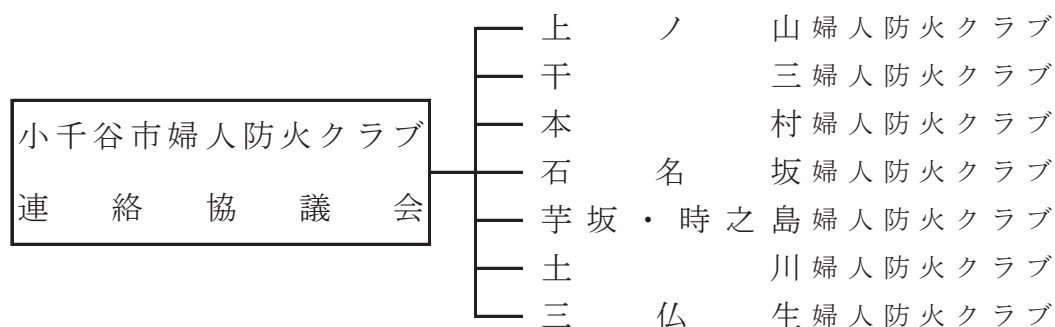 小千谷市婦人防火クラブ
連絡協議会
上ノ山婦人防火クラブ
干三婦人防火クラブ
本村婦人防火クラブ
石名坂婦人防火クラブ
芋坂・時之島婦人防火クラブ
土川婦人防火クラブ
三仏生婦人防火クラブ